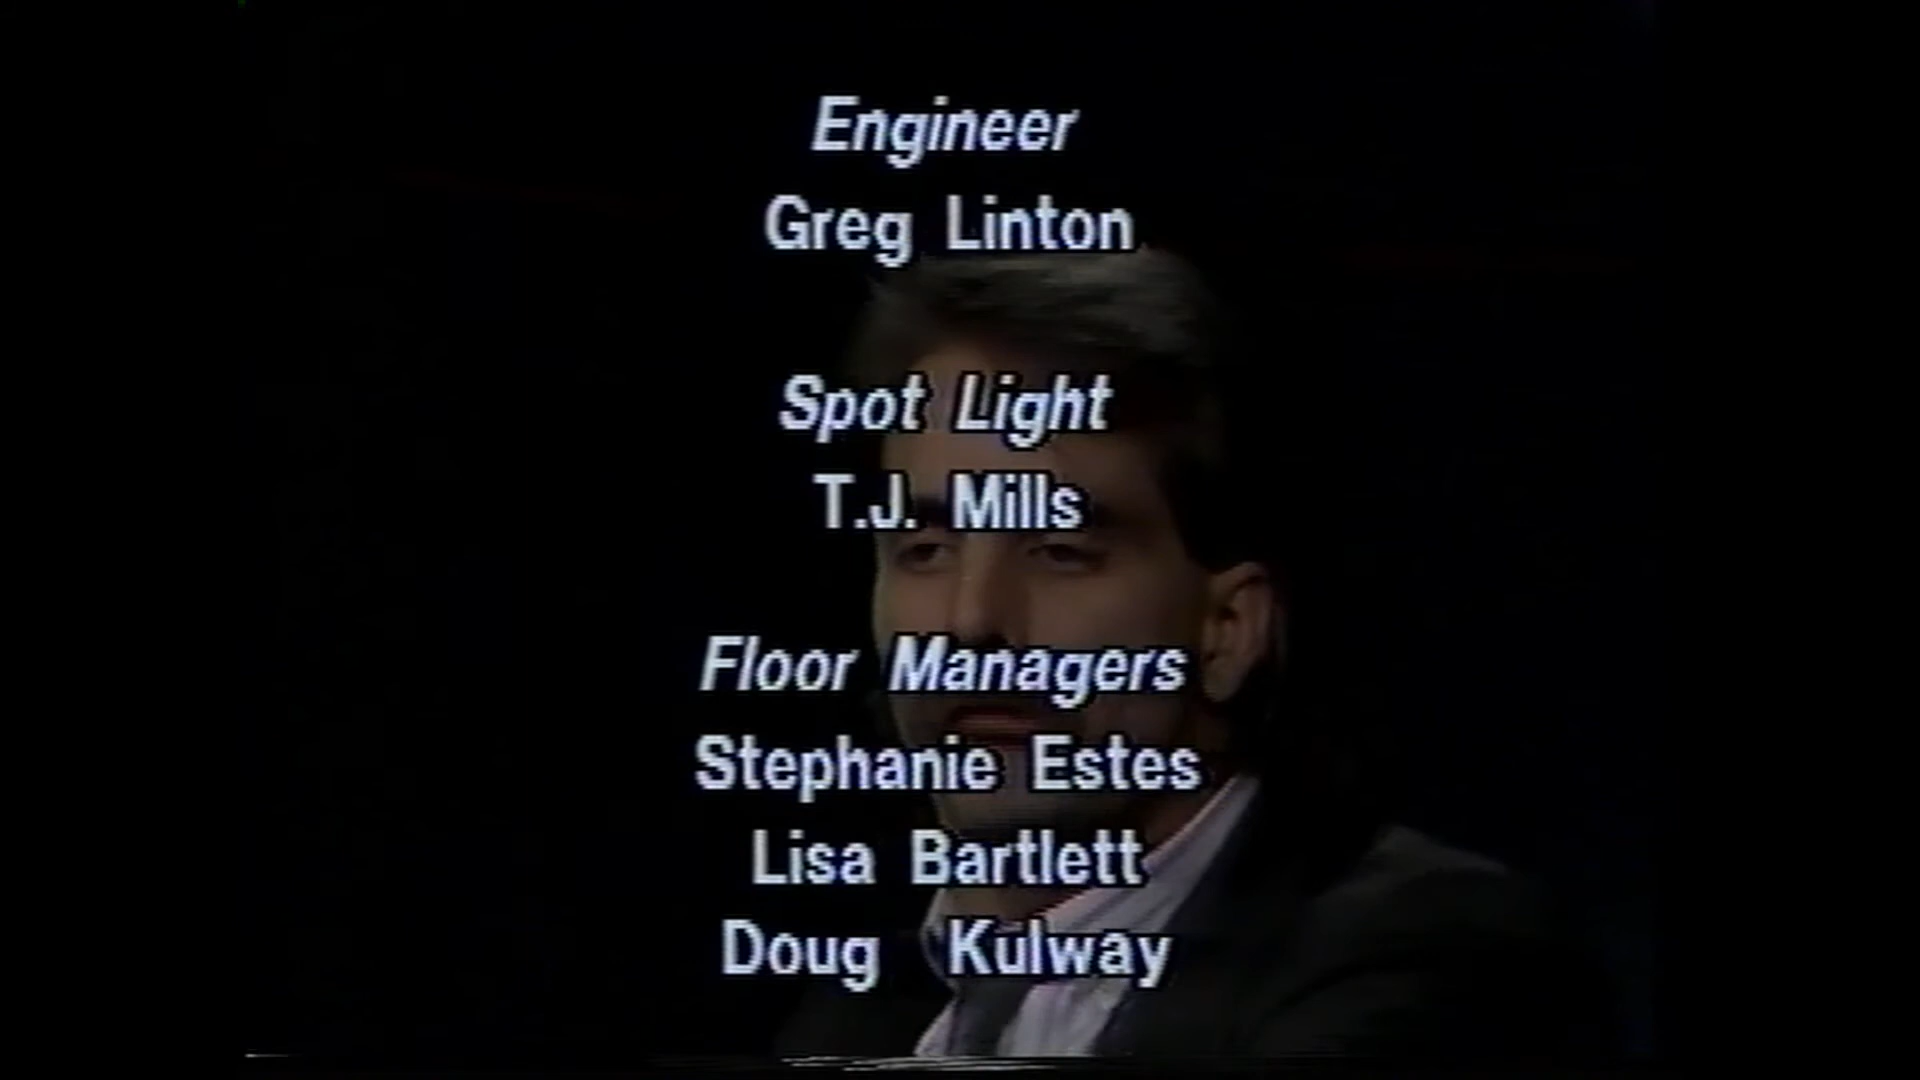 Engineer
Greg Linton
Spot Light
T.J. Mills
Floor Managers
Stephanie Estes
Lisa Bartlett
Doug Kulway